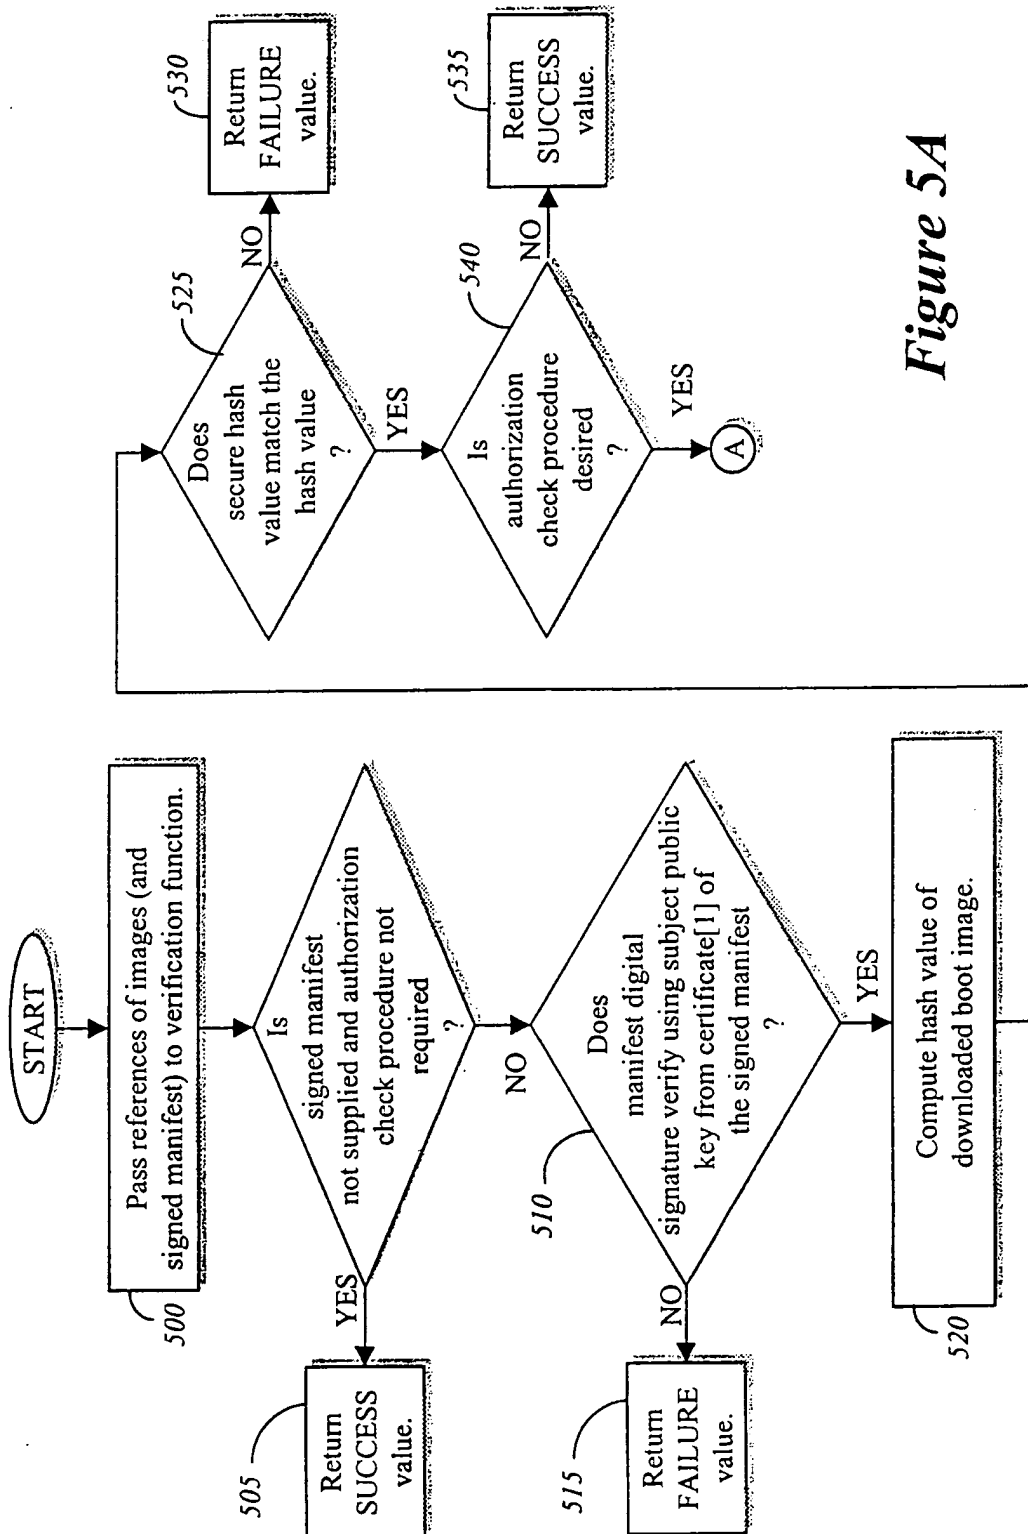 START
Pass references of images (and
signed manifest) to verification function.
500
Is
signed manifest
not supplied and authorization
check procedure not
required
?
YES
505
Return
SUCCESS
value.
NO
510
Does
manifest digital
signature verify using subject public
key from certificate[1] of
the signed manifest
?
NO
515
Return
FAILURE
value.
YES
Compute hash value of
downloaded boot image.
520
525
Does
secure hash
value match the
hash value
?
NO
530
Return
FAILURE
value.
YES
540
Is
authorization
check procedure
desired
?
NO
535
Return
SUCCESS
value.
YES
A
Figure 5A